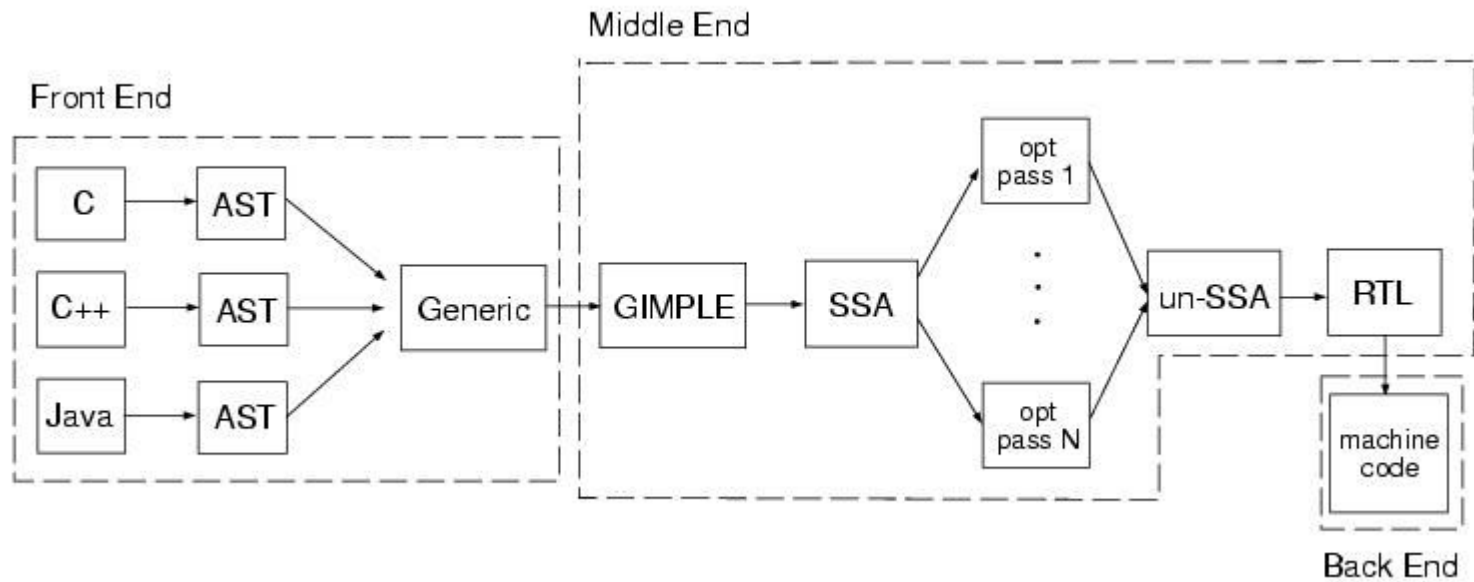 Middle End
Front End
C
AST
C++
AST
Java
AST
Generic
GIMPLE
SSA
opt
pass 1
opt
pass N
un-SSA
RTL
machine
code
Back End